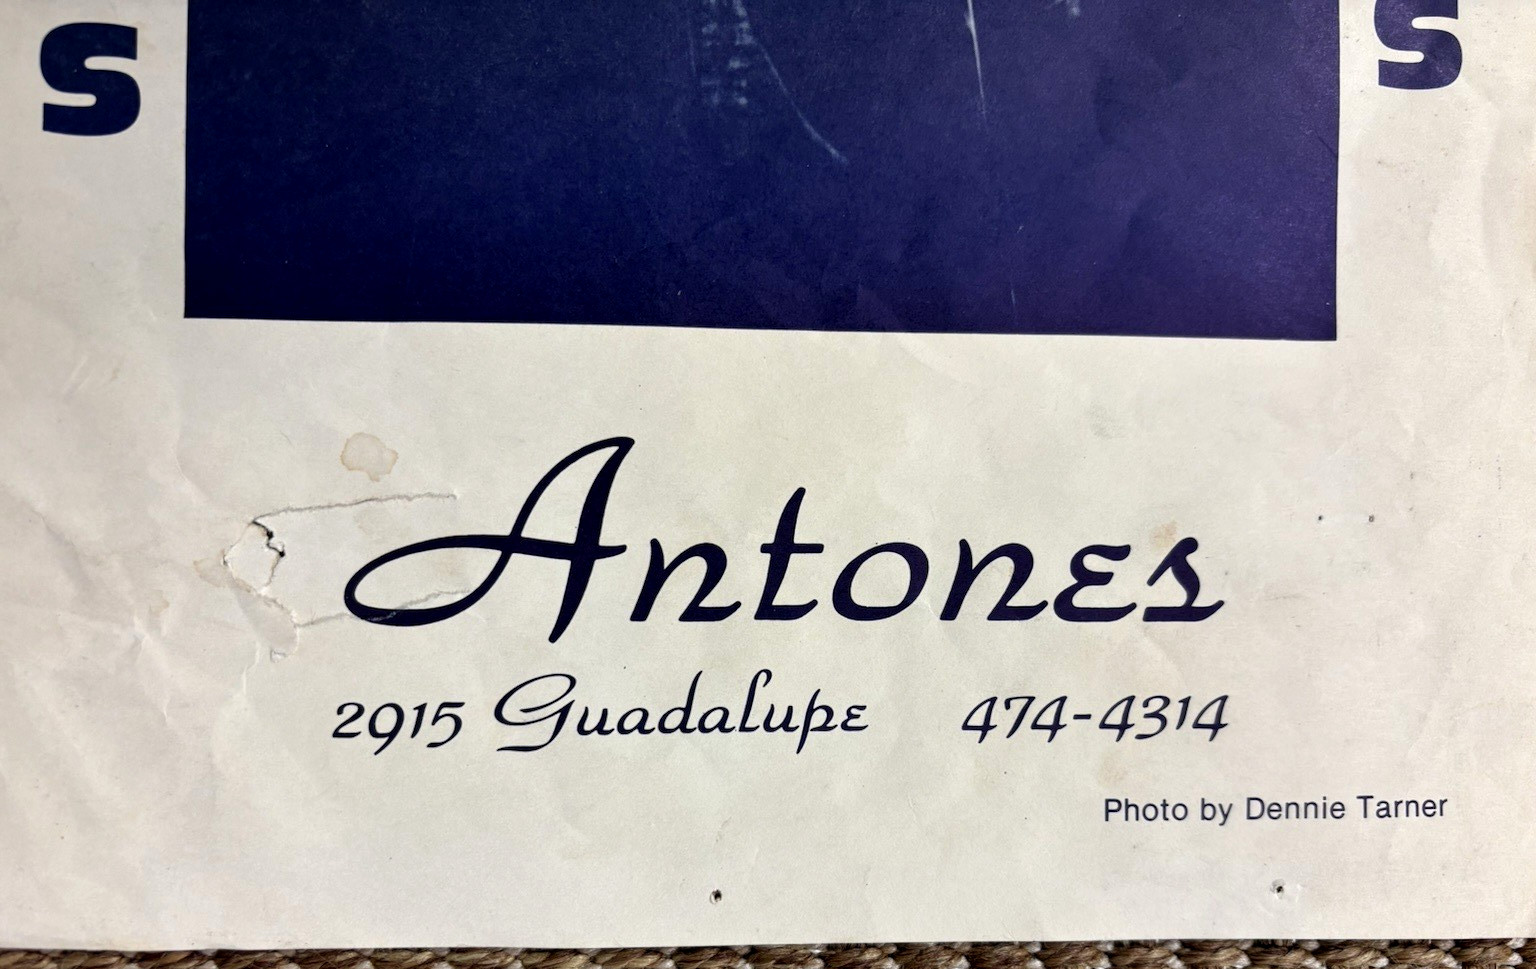 S
S
Antones
2915 Guadalupe 474-4314
Photo by Dennie Tarner